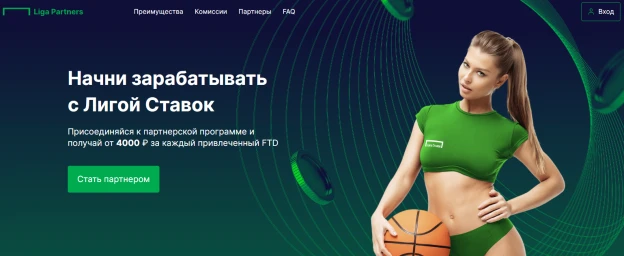 Liga Partners
Преимущества
Комиссии
Партнеры
FAQ
Вход
Начни зарабатывать
с Лигой Ставок
Присоединяйся к партнерской программе и
получай от 4000 ₽ за каждый привлеченный FTD
Стать партнером